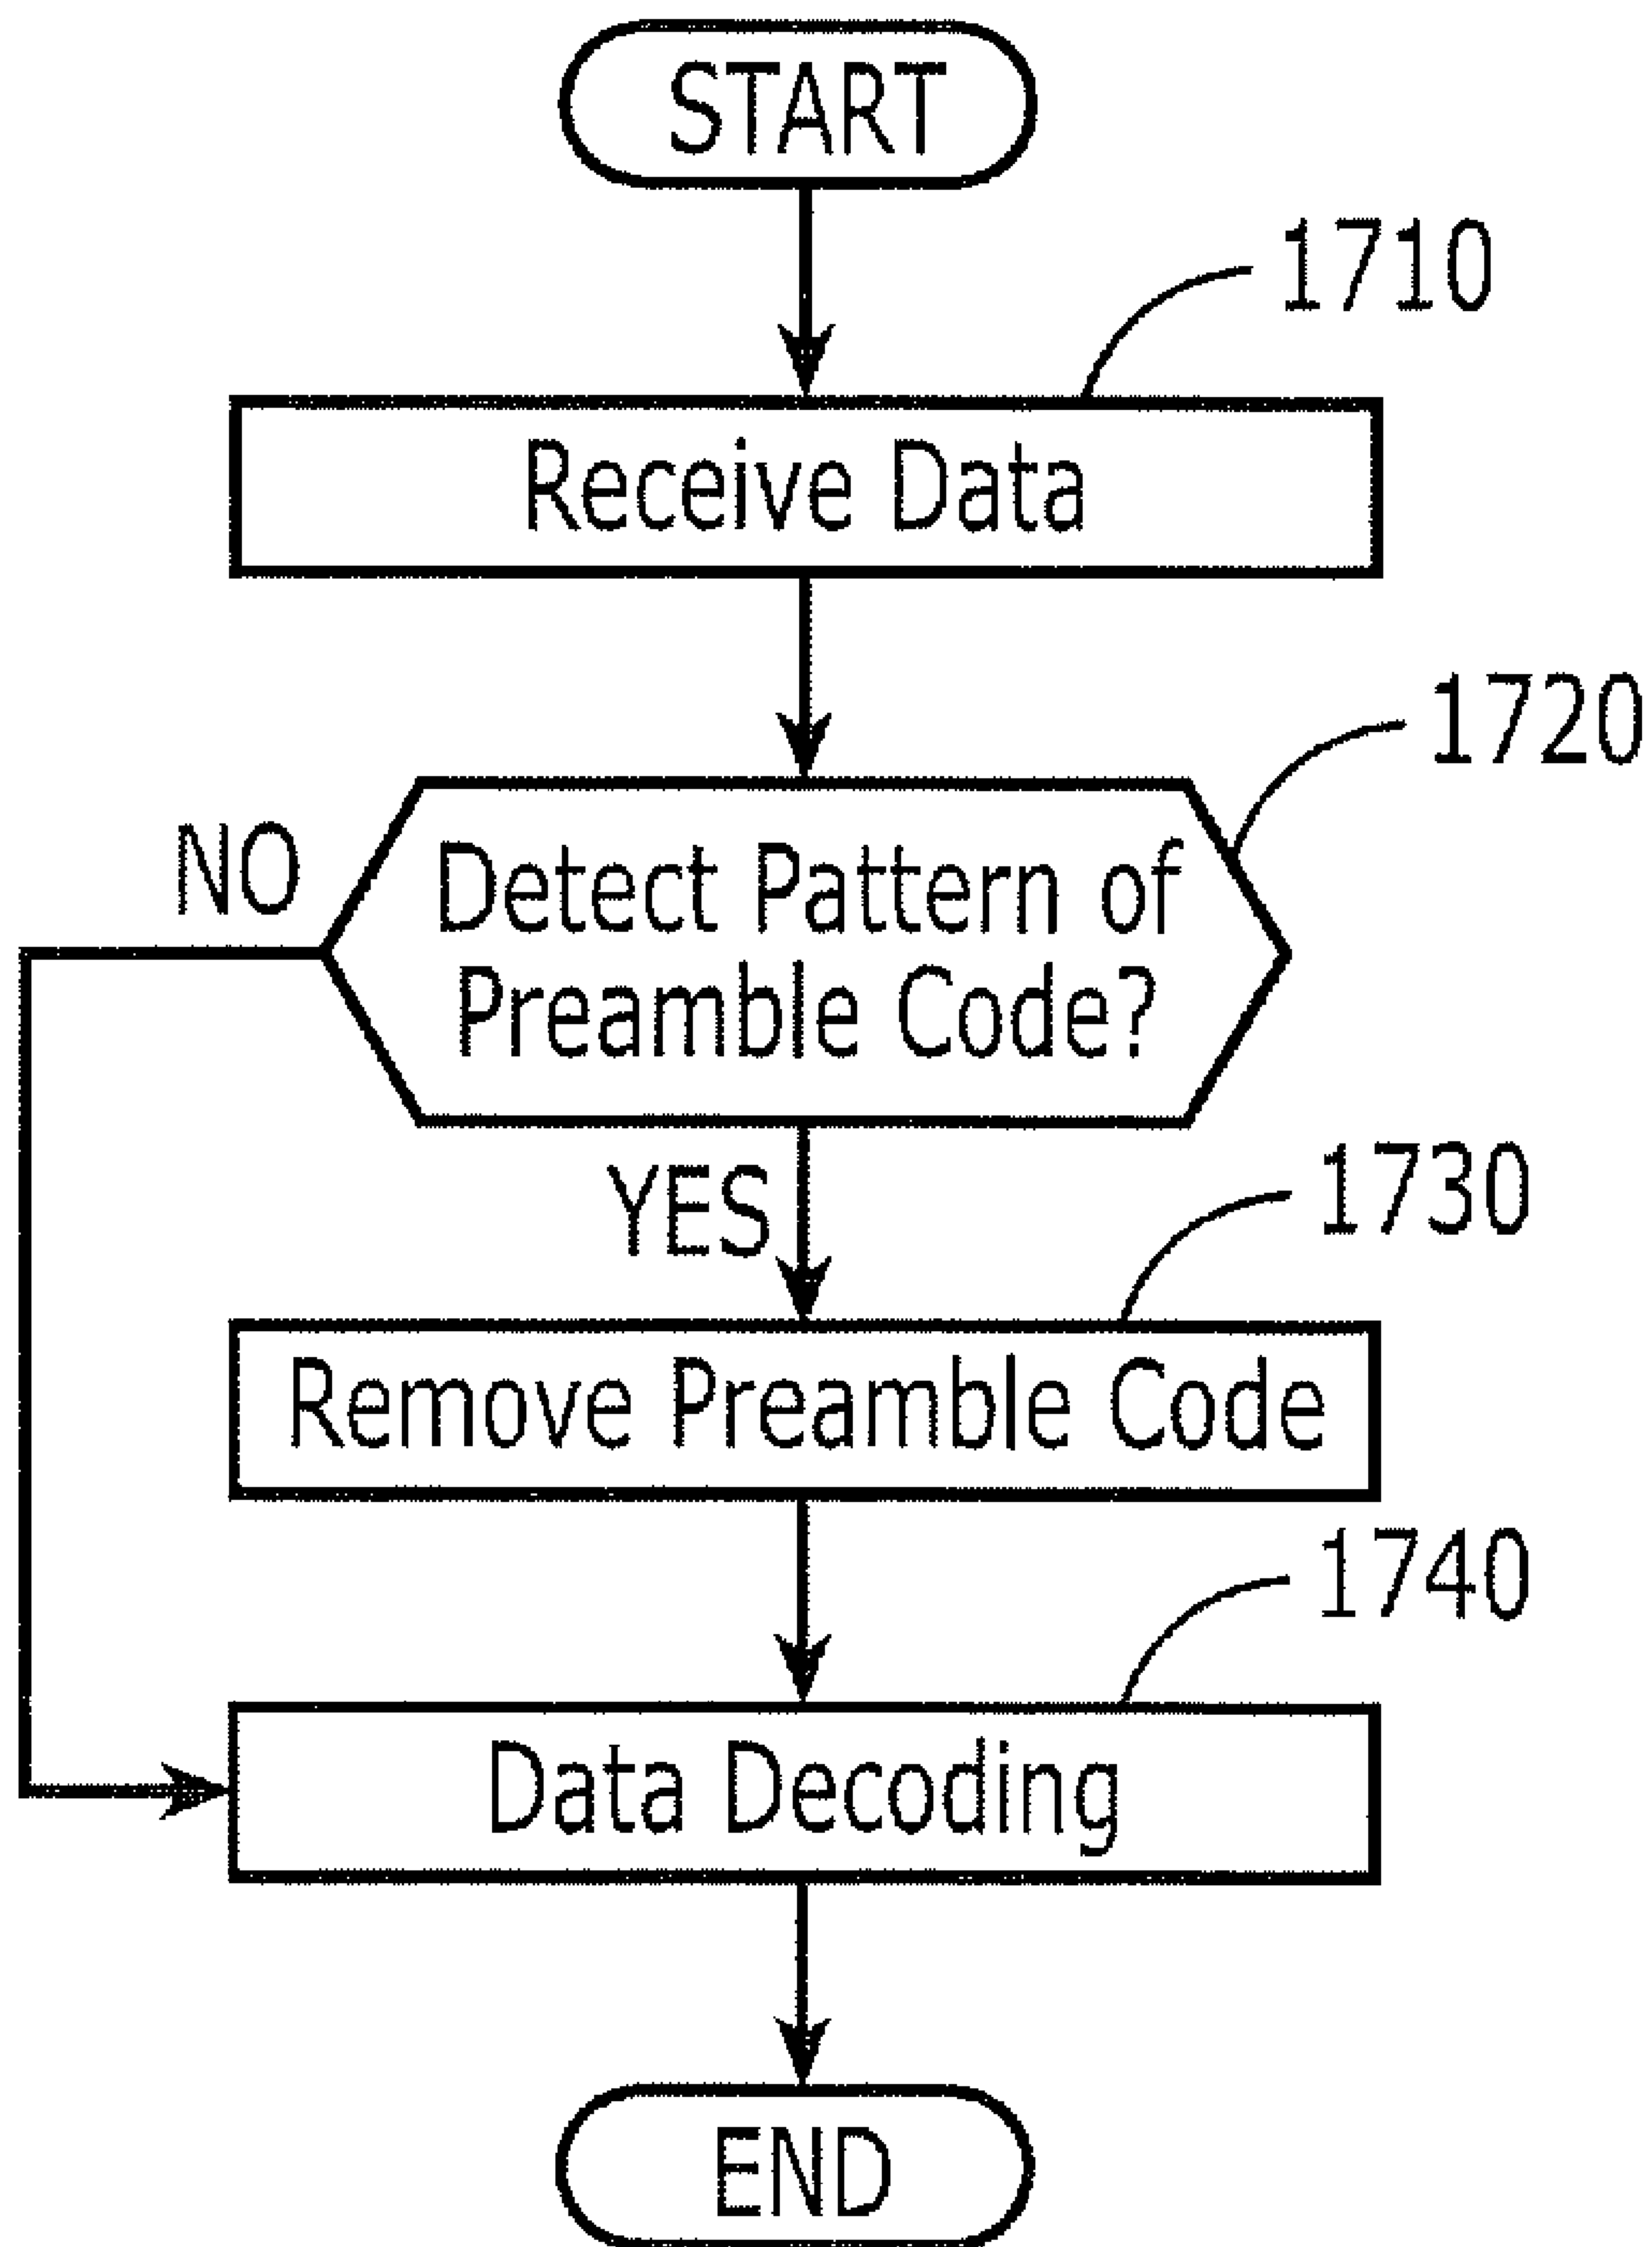 START
1710
Receive Data
1720
NO
Detect Pattern of
Preamble Code?
YES
1730
Remove Preamble Code
1740
Data Decoding
END